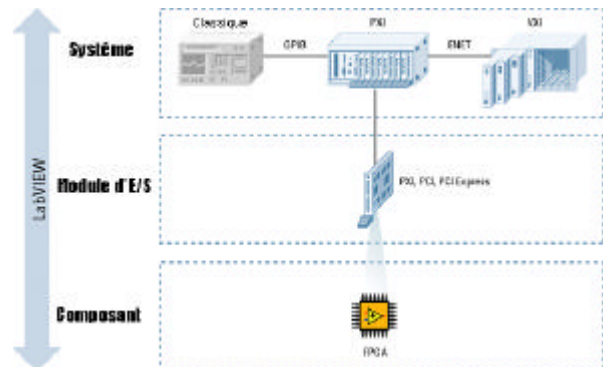 Classique
PXI
VXI
Système
GPIB
ENET
LabVIEW
Module d'E/S
PXI, PCI, PCI Express
Composant
FPGA